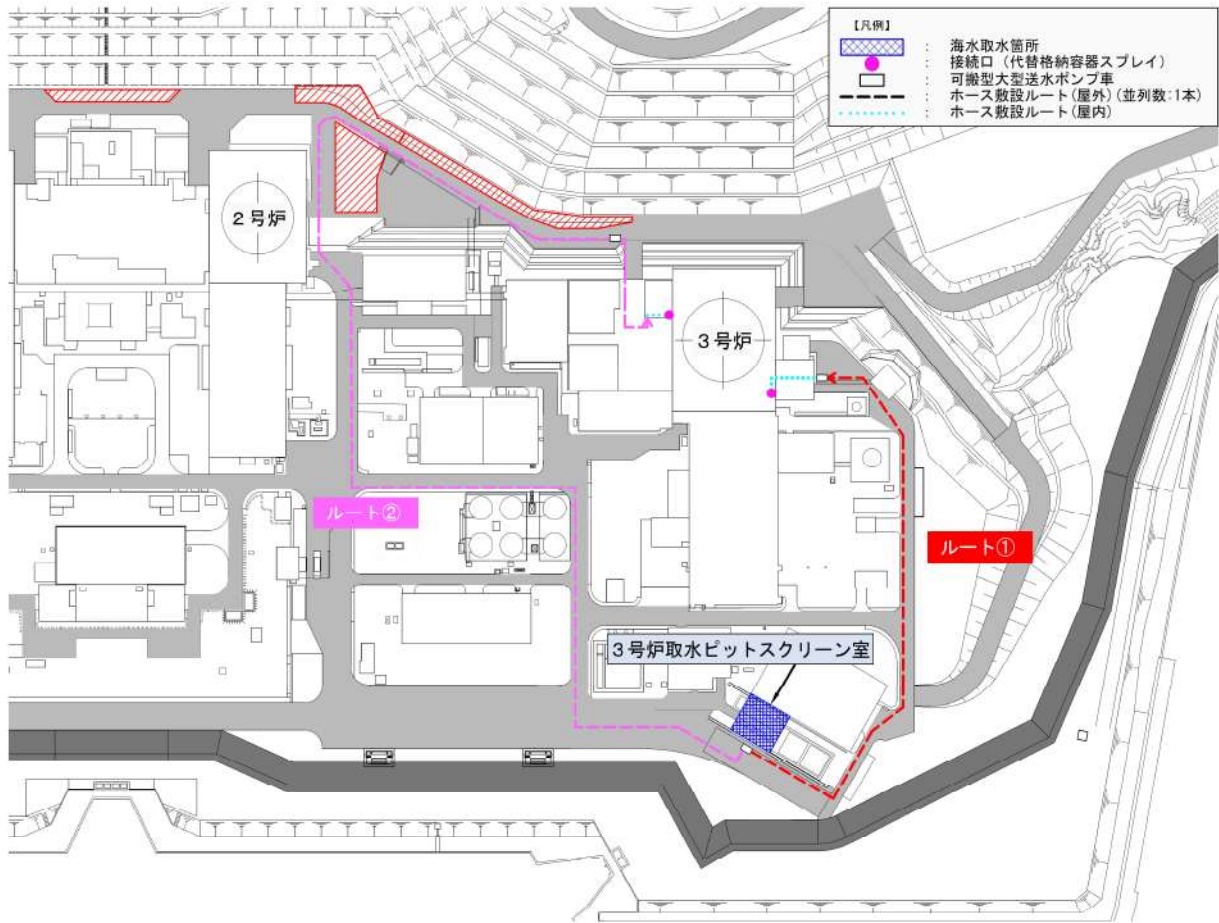 【凡例】
: 海水取水箇所
: 接続口（代替格納容器スプレイ）
: 可搬型大型送水ポンプ車
: ホース敷設ルート(屋外)(並列数:1本)
: ホース敷設ルート(屋内)
2号炉
3号炉
ルート②
ルート①
3号炉取水ピットスクリーン室